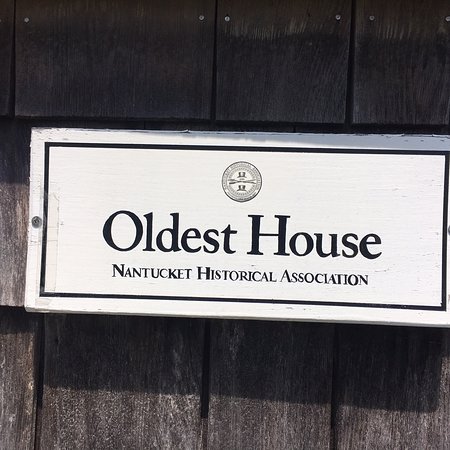 Oldest House
NANTUCKET HISTORICAL ASSOCIATION